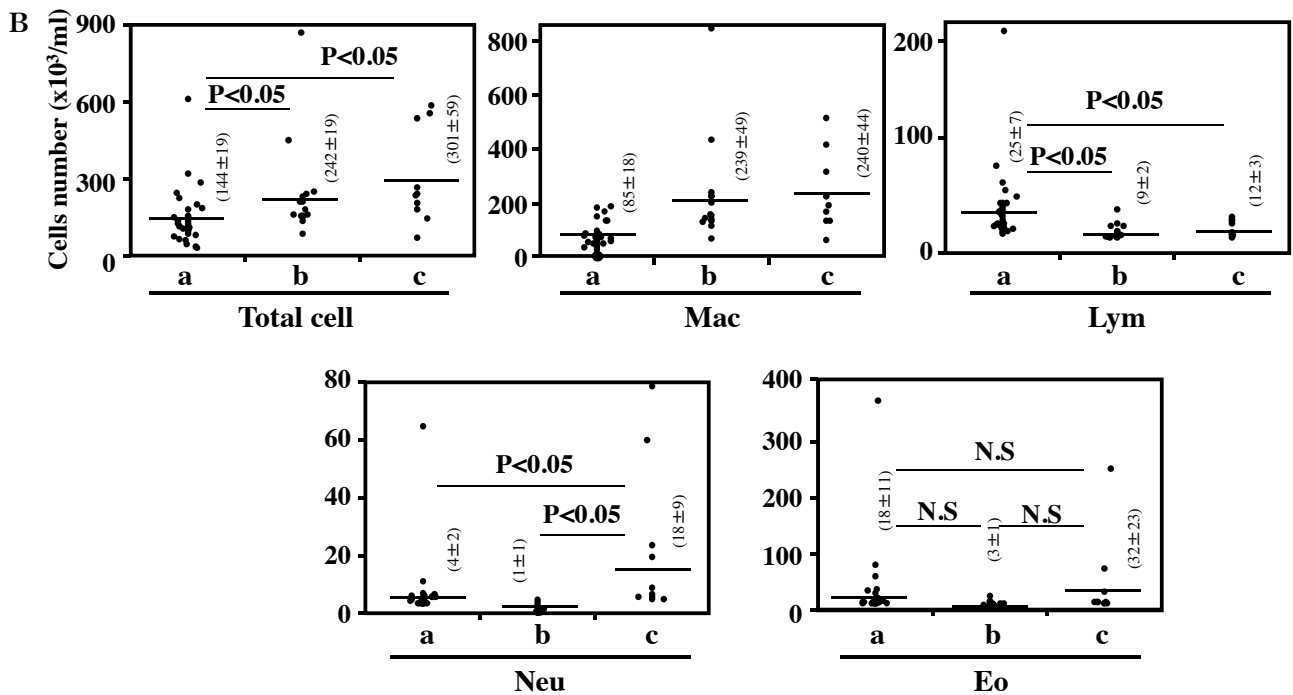 B
Cells number (x10³/ml)
900
600
300
0
P<0.05
P<0.05
(144±19)
(242±19)
(301±59)
a
b
c
Total cell
800
600
400
200
0
(85±18)
(239±49)
(240±44)
a
b
c
Mac
200
100
0
P<0.05
P<0.05
(25±7)
(9±2)
(12±3)
a
b
c
Lym
80
60
40
20
0
P<0.05
P<0.05
(4±2)
(1±1)
(18±9)
a
b
c
Neu
400
300
200
100
0
N.S
N.S
N.S
(18±11)
(3±1)
(32±23)
a
b
c
Eo